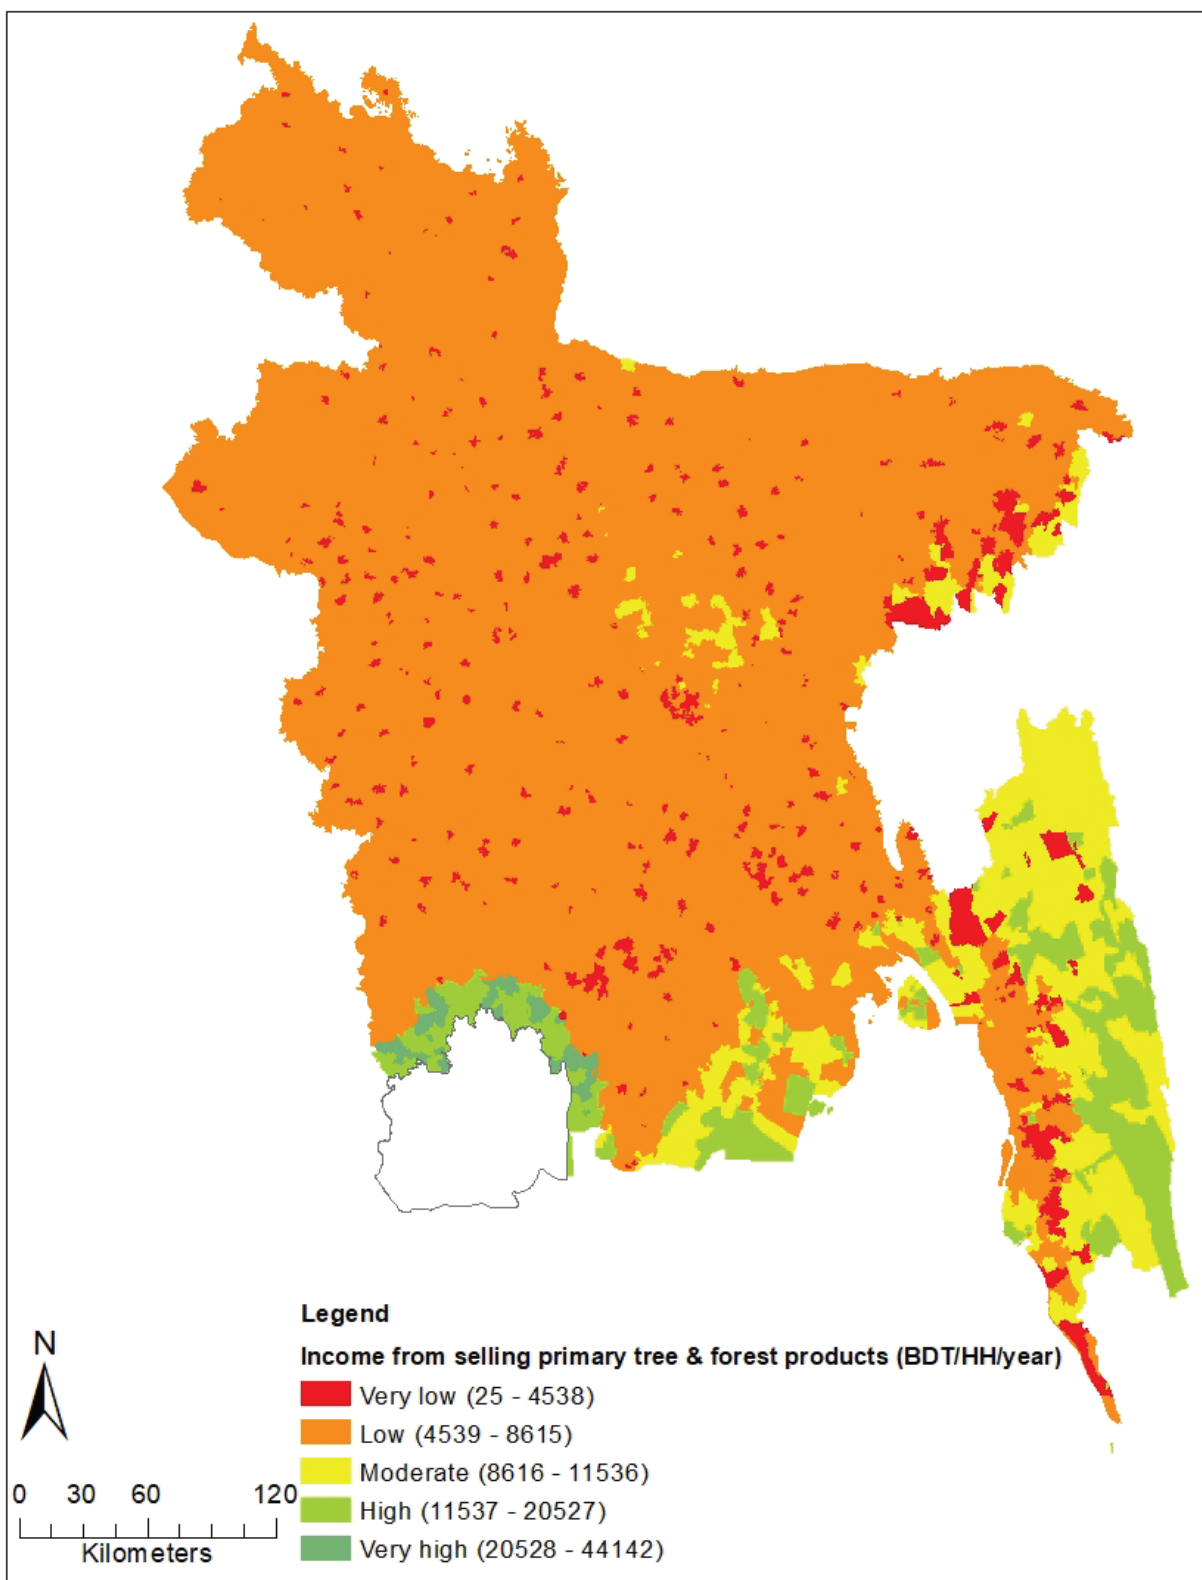 Legend
Income from selling primary tree & forest products (BDT/HH/year)
Very low (25 - 4538)
Low (4539 - 8615)
Moderate (8616 - 11536)
High (11537 - 20527)
Very high (20528 - 44142)
N
0 30 60 120
Kilometers